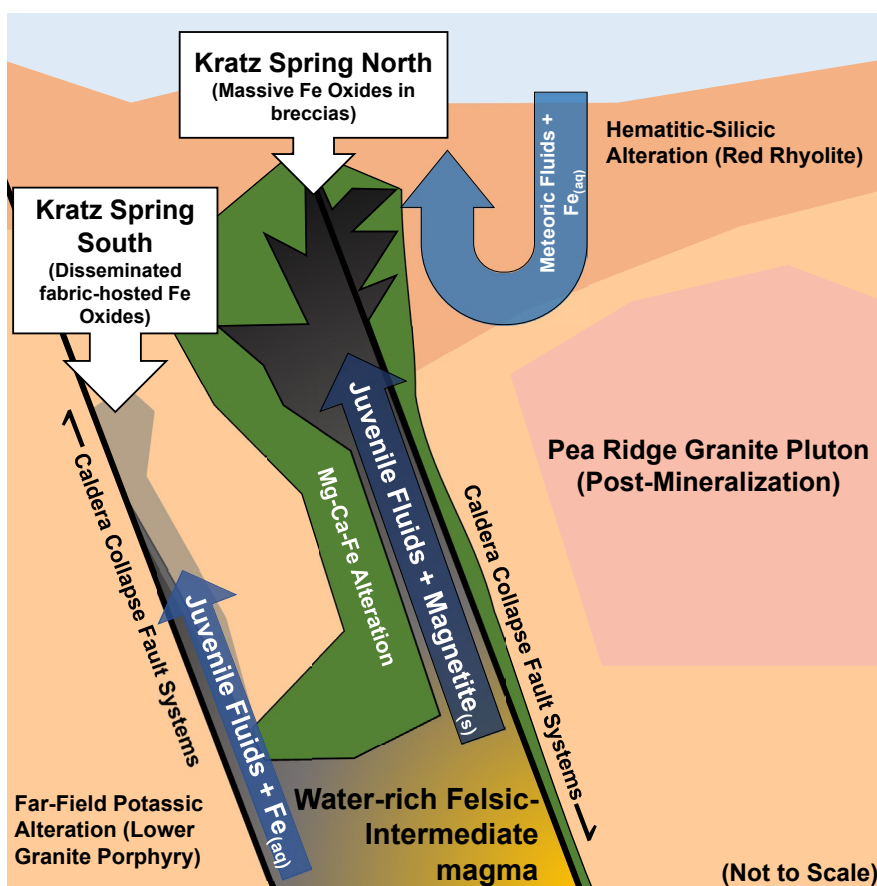 Kratz Spring North
(Massive Fe Oxides in
breccias)
Meteoric Fluids +
Fe(aq)
Hematitic-Silicic
Alteration (Red Rhyolite)
Kratz Spring
South
(Disseminated
fabric-hosted Fe
Oxides)
Juvenile Fluids + Magnetite(s)
Pea Ridge Granite Pluton
(Post-Mineralization)
Caldera Collapse Fault Systems
Mg-Ca-Fe Alteration
Caldera Collapse Fault Systems
Juvenile Fluids + Fe(aq)
Far-Field Potassic
Alteration (Lower
Granite Porphyry)
Water-rich Felsic-
Intermediate
magma
(Not to Scale)